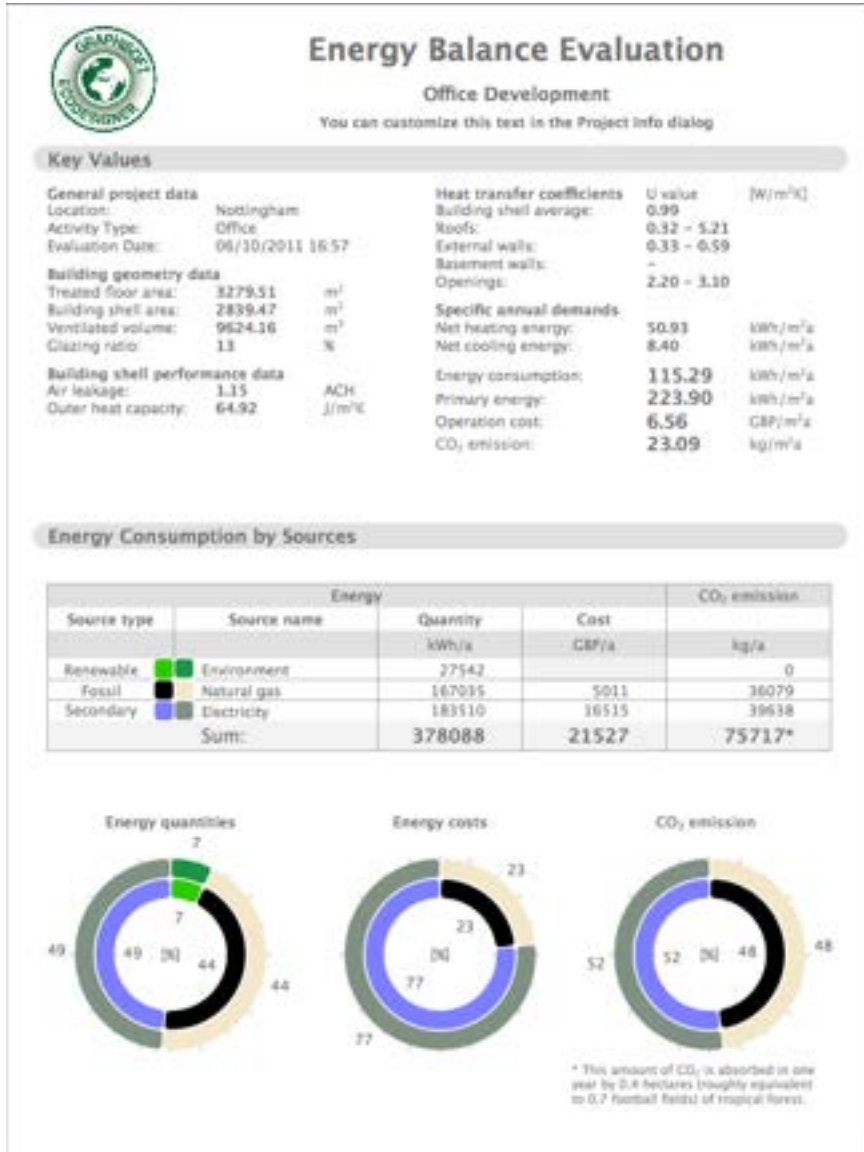 GRAPHISOFT
ECODESIGNER
Energy Balance Evaluation
Office Development
You can customize this text in the Project Info dialog
Key Values
General project data
Location: Nottingham
Activity Type: Office
Evaluation Date: 06/10/2011 16:57
Building geometry data
Treated floor area: 3279.51 m²
Building shell area: 2839.47 m²
Ventilated volume: 9624.16 m³
Glazing ratio: 13 %
Building shell performance data
Air leakage: 1.15 ACH
Outer heat capacity: 64.92 J/m²K
Heat transfer coefficients U value [W/m²K]
Building shell average: 0.99
Roofs: 0.32 - 5.21
External walls: 0.33 - 0.59
Basement walls: -
Openings: 2.20 - 3.10
Specific annual demands
Net heating energy: 50.93 kWh/m²a
Net cooling energy: 8.40 kWh/m²a
Energy consumption: 115.29 kWh/m²a
Primary energy: 223.90 kWh/m²a
Operation cost: 6.56 GBP/m²a
CO₂ emission: 23.09 kg/m²a
Energy Consumption by Sources
Energy CO₂ emission
Source type Source name Quantity Cost
kWh/a GBP/a kg/a
Renewable Environment 27542 0
Fossil Natural gas 167035 5011 36079
Secondary Electricity 183510 16515 39638
Sum: 378088 21527 75717*
Energy quantities
7
7
49 49 [%] 44
44
Energy costs
23
23
[%]
77
77
CO₂ emission
52 52 [%] 48 48
* This amount of CO₂ is absorbed in one
year by 0.4 hectares (roughly equivalent
to 0.7 football fields) of tropical forest.